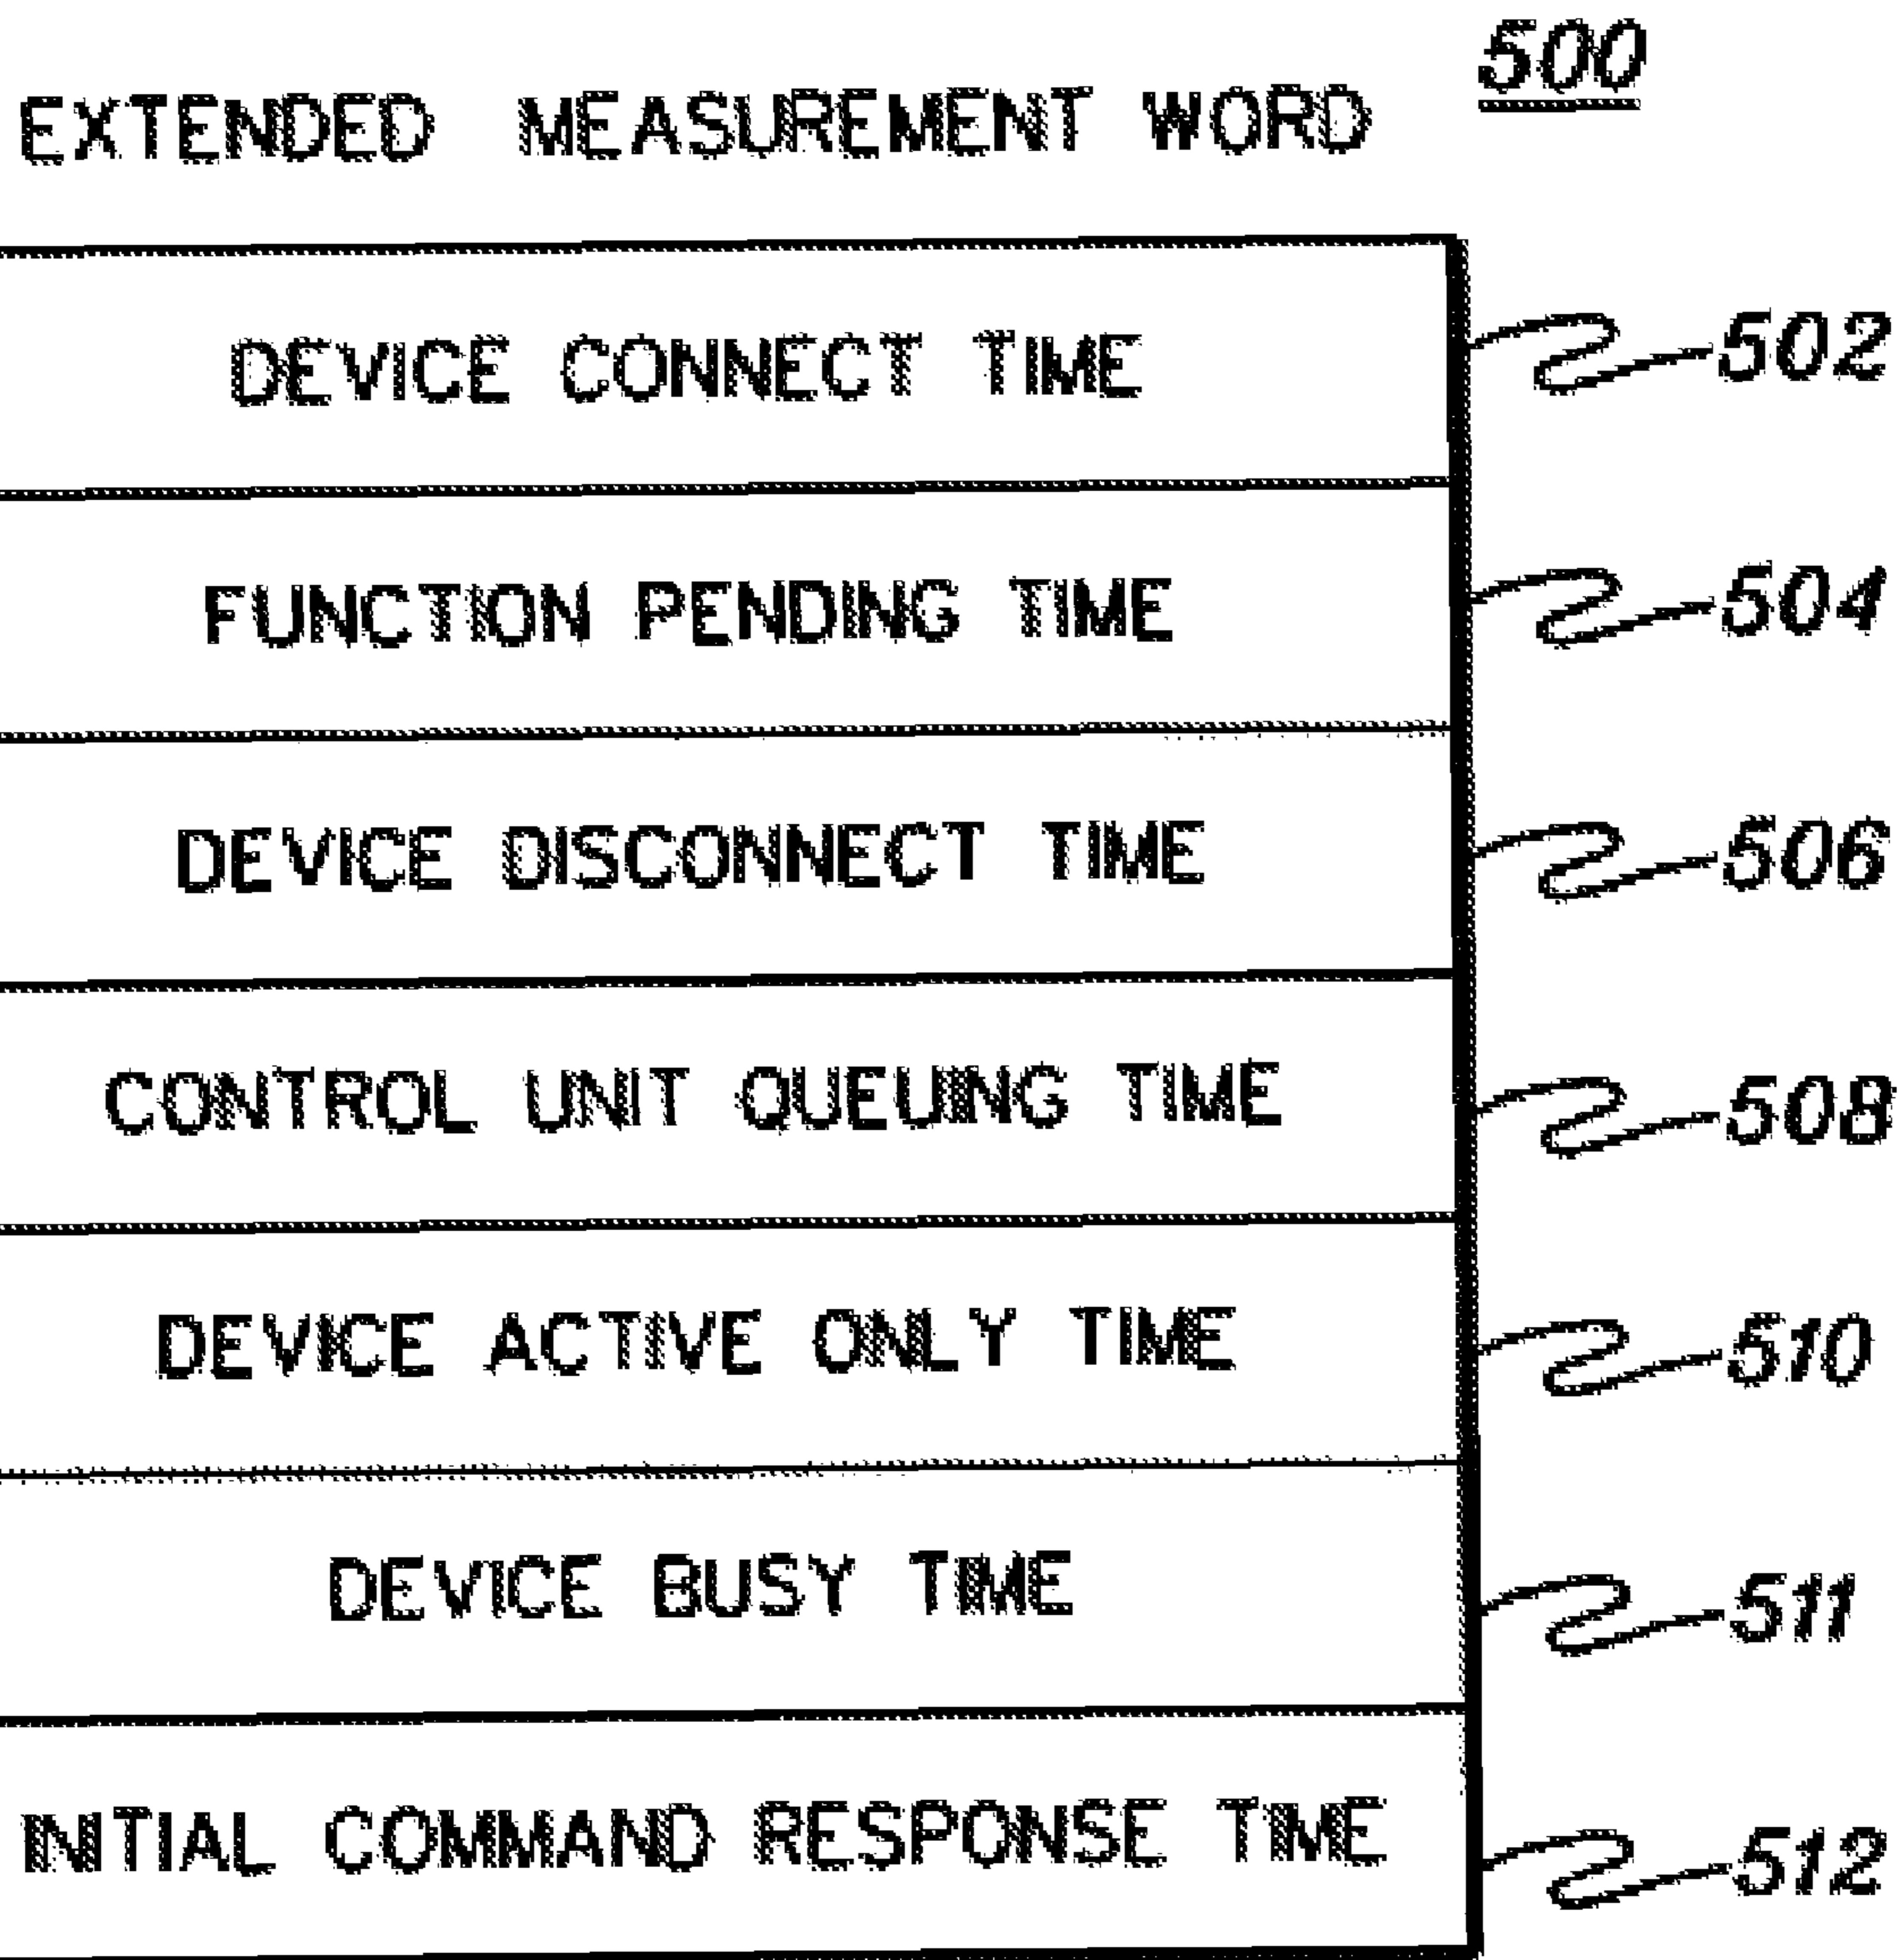 EXTENDED MEASUREMENT WORD 500
DEVICE CONNECT TIME 502
FUNCTION PENDING TIME 504
DEVICE DISCONNECT TIME 506
CONTROL UNIT QUEUING TIME 508
DEVICE ACTIVE ONLY TIME 510
DEVICE BUSY TIME 511
INITIAL COMMAND RESPONSE TIME 512